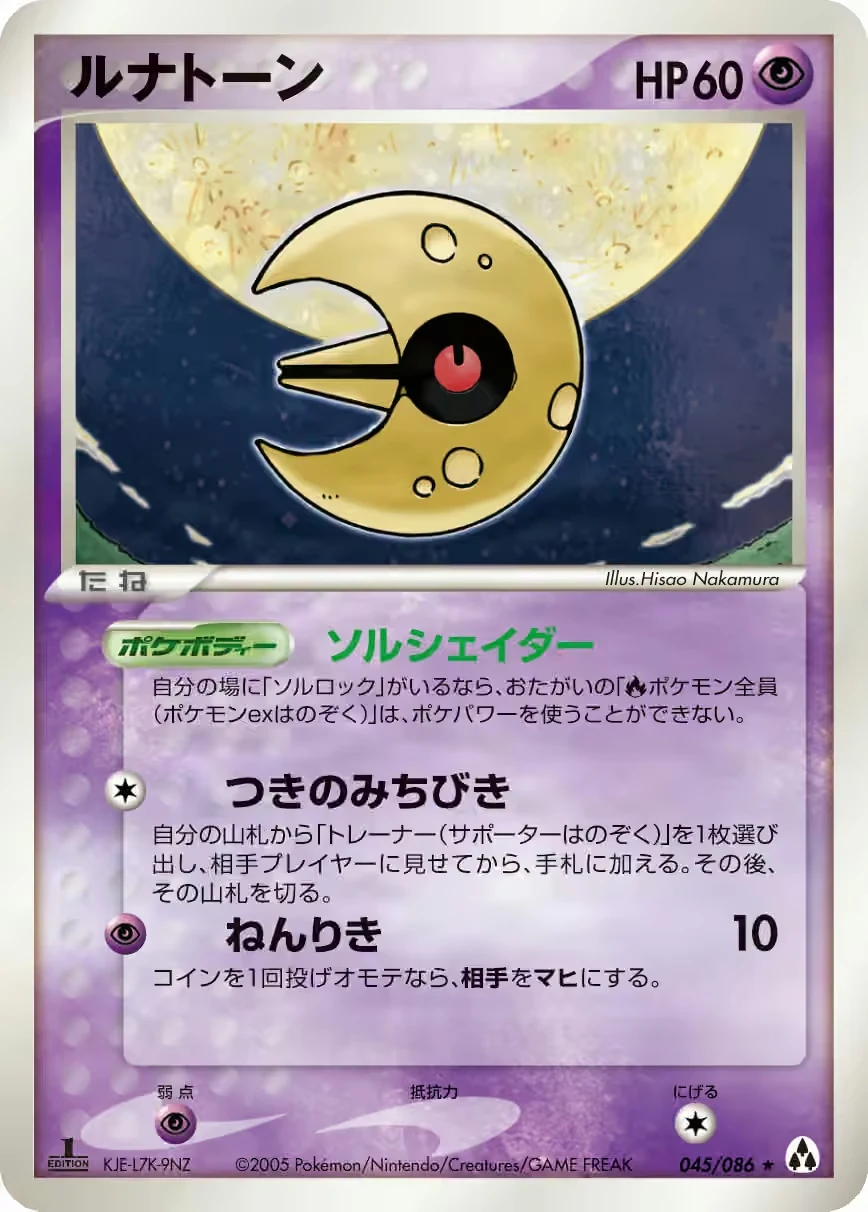 ルナトーン HP60
たね Illus.Hisao Nakamura
ポケボディー ソルシェイダー
自分の場に「ソルロック」がいるなら、おたがいの「ポケモン全員
(ポケモンexはのぞく)」は、ポケパワーを使うことができない。
つきのみちびき
自分の山札から「トレーナー(サポーターはのぞく)」を1枚選び
出し、相手プレイヤーに見せてから、手札に加える。その後、
その山札を切る。
ねんりき 10
コインを1回投げオモテなら、相手をマヒにする。
弱点 抵抗力 にげる
1 EDITION KJE-L7K-9NZ ©2005 Pokémon/Nintendo/Creatures/GAME FREAK 045/086 ★